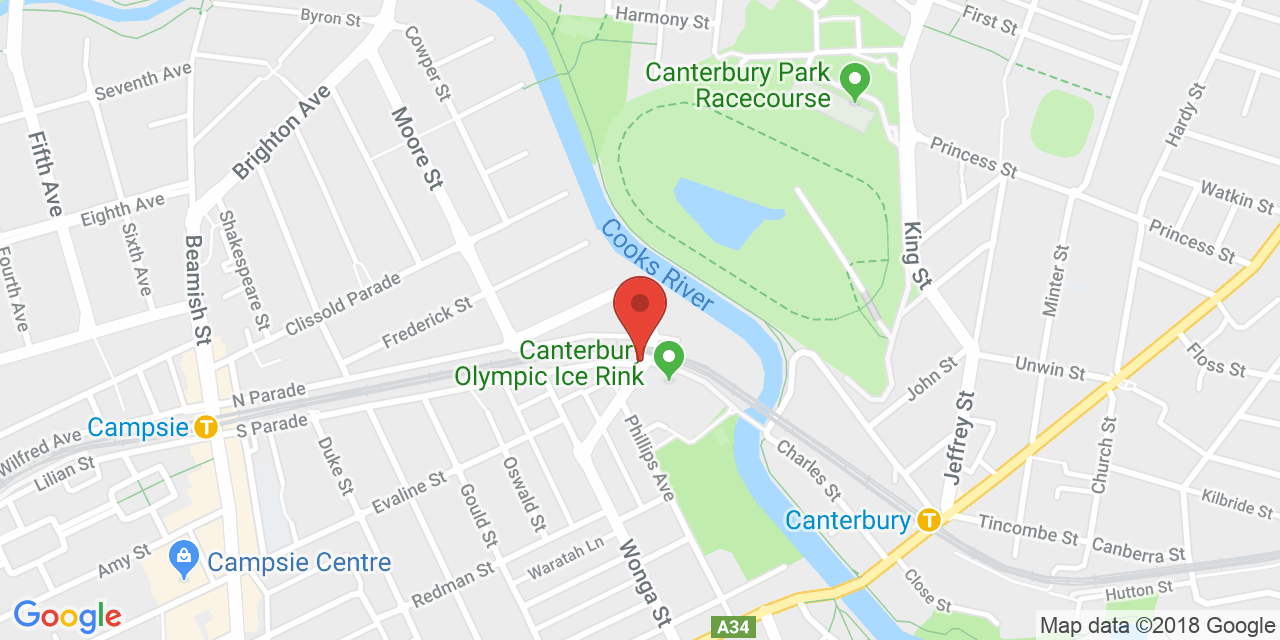 Byron St
Harmony St
First St
Cowper St
Seventh Ave
Canterbury Park
Racecourse
Brighton Ave
Moore St
Hardy St
Fifth Ave
Princess St
Eighth Ave
Watkin St
Sixth Ave
Shakespeare St
Beamish St
Fourth Ave
Cooks River
King St
Princess St
Minter St
Clissold Parade
Frederick St
Canterbury
Olympic Ice Rink
Floss St
Unwin St
John St
N Parade
Campsie
T
S Parade
Wilfred Ave
Lilian St
Duke St
Phillips Ave
Jeffrey St
Church St
Charles St
Evaline St
Oswald St
Gould St
Kilbride St
Canterbury
T
Tincombe St
Canberra St
Amy St
Campsie Centre
Waratah Ln
Redman St
Wonga St
Close St
Hutton St
Google
A34
Map data ©2018 Google